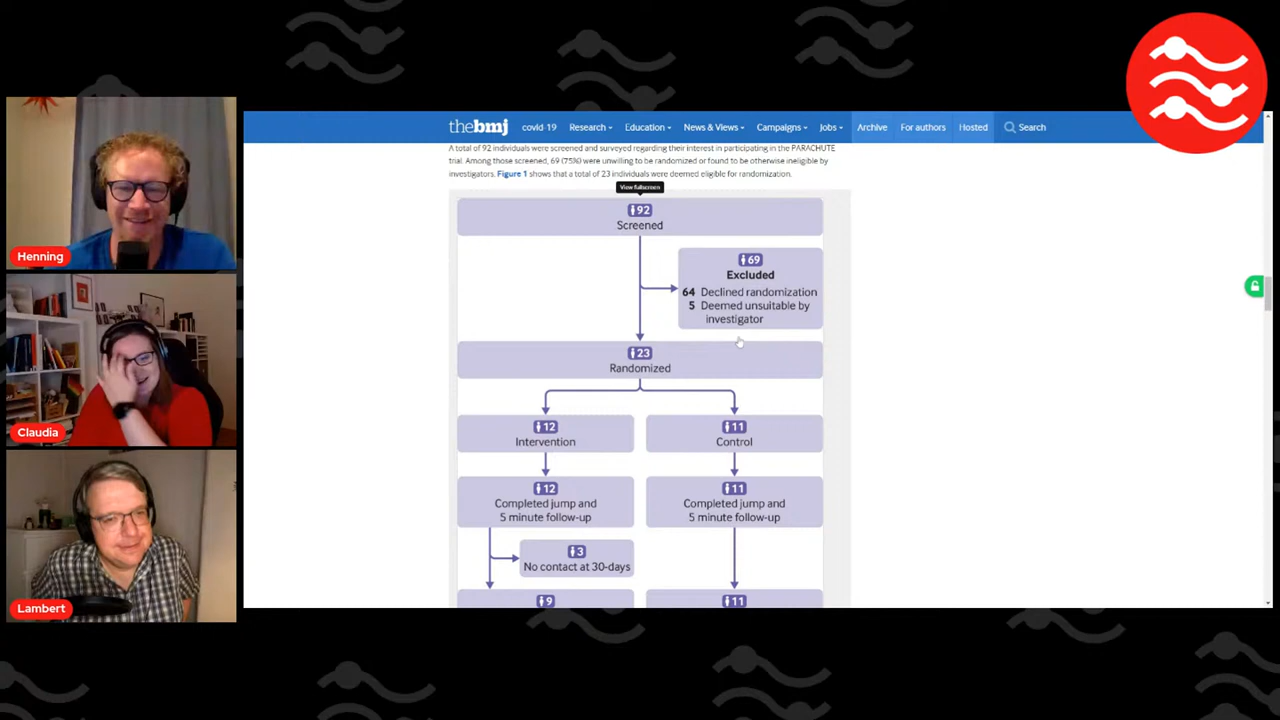 thebmj covid-19 Research Education News & Views Campaigns Jobs Archive For authors Hosted Search
A total of 92 individuals were screened and surveyed regarding their interest in participating in the PARACHUTE
trial. Among those screened, 69 (75%) were unwilling to be randomized or found to be otherwise ineligible by
investigators. Figure 1 shows that a total of 23 individuals were deemed eligible for randomization.
View fullscreen
92
Screened
69
Excluded
64 Declined randomization
5 Deemed unsuitable by
investigator
23
Randomized
12
Intervention
11
Control
12
Completed jump and
5 minute follow-up
11
Completed jump and
5 minute follow-up
3
No contact at 30-days
9
11
Henning
Claudia
Lambert